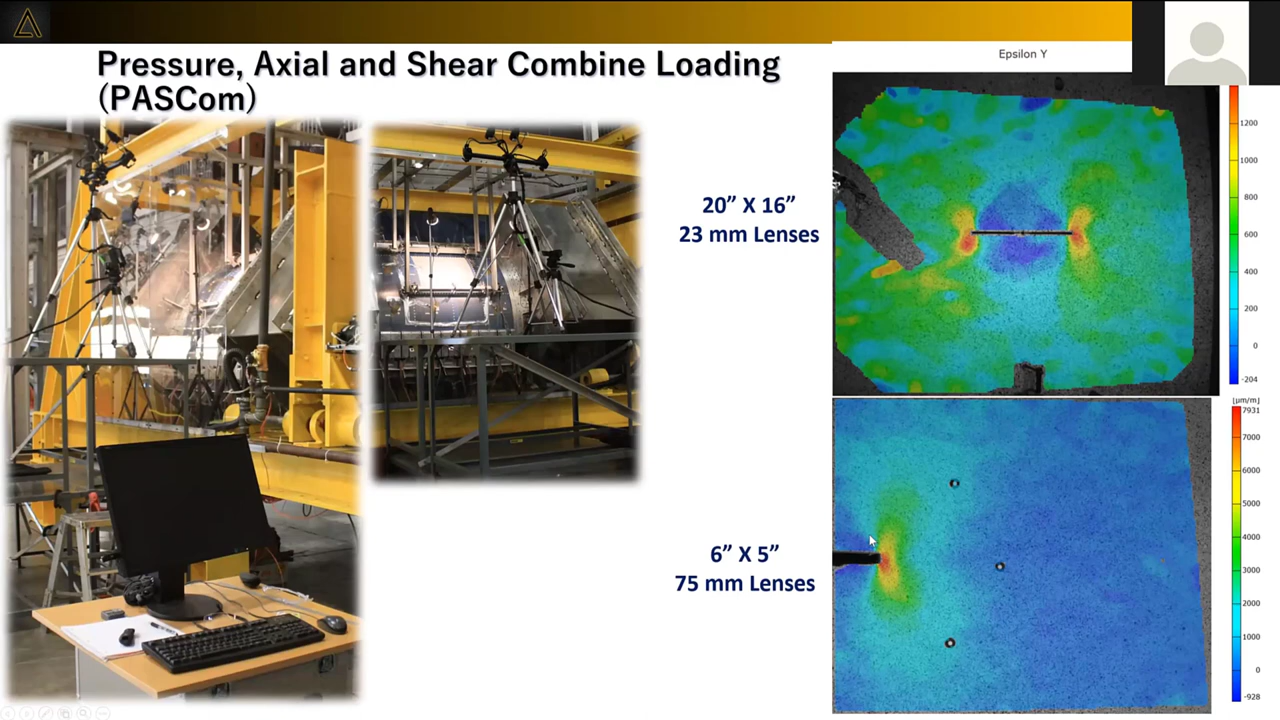 Pressure, Axial and Shear Combine Loading
(PASCom)
Epsilon Y
20” X 16”
23 mm Lenses
1200
1000
800
600
400
200
0
-204
6” X 5”
75 mm Lenses
[µm/m]
7931
7000
6000
5000
4000
3000
2000
1000
0
-928